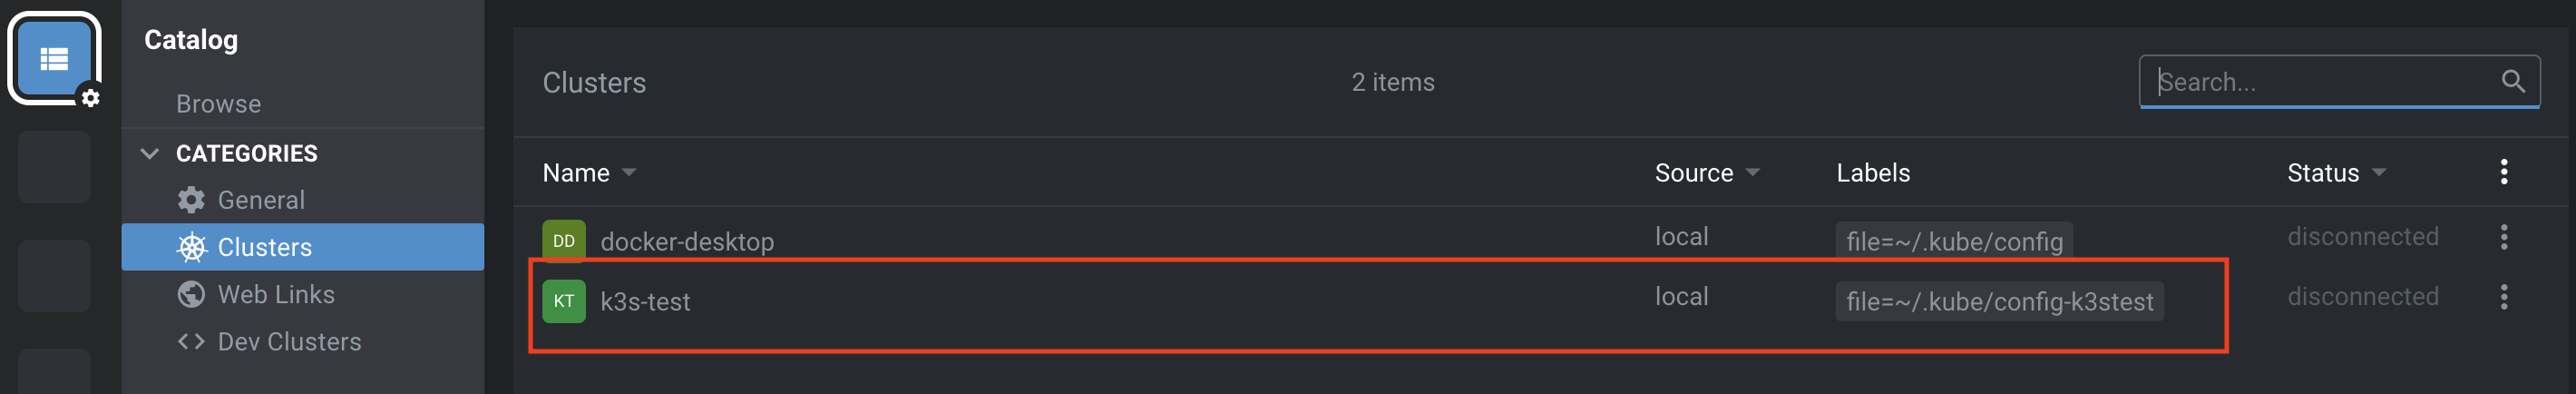 Catalog
Browse
CATEGORIES
General
Clusters
Web Links
Dev Clusters
Clusters 2 items Search...
Name Source Labels Status
DD docker-desktop local file=~/.kube/config disconnected
KT k3s-test local file=~/.kube/config-k3stest disconnected